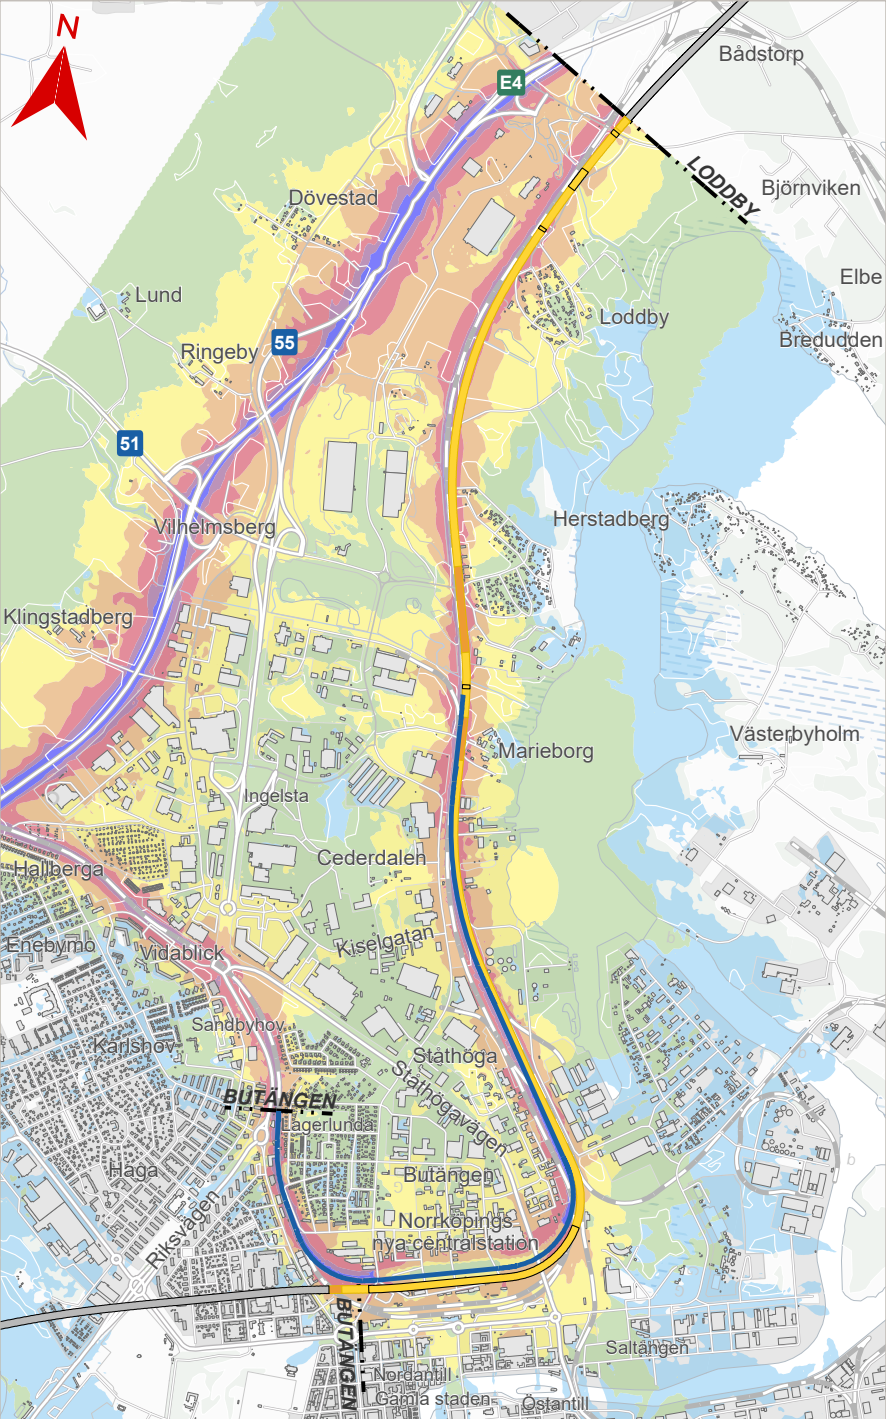 N
Bådstorp
E4
LODDBY
Björnviken
Dövestad
Elbe
Lund
Loddby
Bredudden
55
Ringeby
51
Herstadberg
Vilhelmsberg
Klingstadberg
Västerbyholm
Marieborg
Ingelsta
Cederdalen
Hallberga
Kiselgatan
Enebymo
Vidablick
Sandbyhov
Karlshov
Ståthöga
Ståthögavägen
BUTÄNGEN
Lagerlunda
Haga
Butängen
Riksvägen
Norrköpings
nya centralstation
BUTÄNGEN
Saltängen
Nordantill
Gamla staden
Östantill